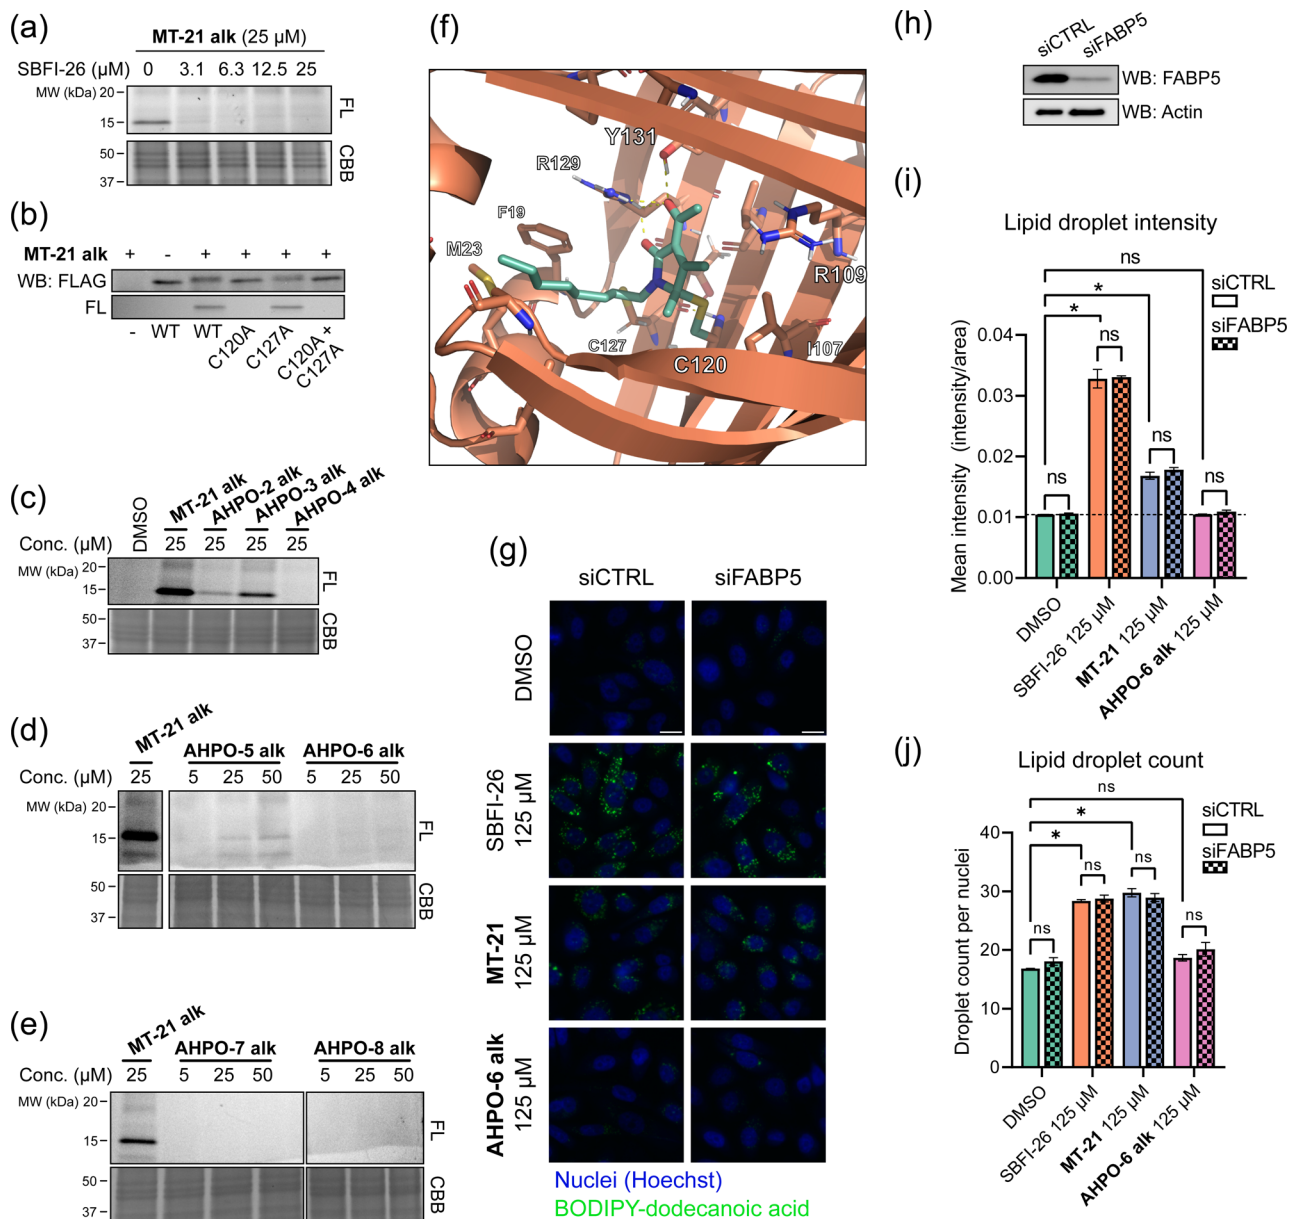 (a)
MT-21 alk (25 µM)
SBFI-26 (µM) 0 3.1 6.3 12.5 25
MW (kDa) 20
15
FL
50
37
CBB
(b)
MT-21 alk + - + + + +
WB: FLAG
FL
- WT WT C120A C127A C120A + C127A
(c)
DMSO MT-21 alk AHPO-2 alk AHPO-3 alk AHPO-4 alk
Conc. (µM) 25 25 25 25
MW (kDa) 20
15
FL
50
37
CBB
(d)
MT-21 alk AHPO-5 alk AHPO-6 alk
Conc. (µM) 25 5 25 50 5 25 50
MW (kDa) 20
15
FL
50
37
CBB
(e)
MT-21 alk AHPO-7 alk AHPO-8 alk
Conc. (µM) 25 5 25 50 5 25 50
MW (kDa) 20
15
FL
50
37
CBB
(f)
Y131
R129
F19
M23
R109
C127
C120
I107
(g)
siCTRL siFABP5
DMSO
SBFI-26
125 µM
MT-21
125 µM
AHPO-6 alk
125 µM
Nuclei (Hoechst)
BODIPY-dodecanoic acid
(h)
siCTRL siFABP5
WB: FABP5
WB: Actin
(i)
Lipid droplet intensity
ns
siCTRL
siFABP5
*
*
ns
ns
ns
ns
Mean intensity (intensity/area)
0.04
0.03
0.02
0.01
0.00
DMSO
SBFI-26 125 µM
MT-21 125 µM
AHPO-6 alk 125 µM
(j)
Lipid droplet count
ns
siCTRL
siFABP5
*
*
ns
ns
ns
ns
Droplet count per nuclei
40
30
20
10
0
DMSO
SBFI-26 125 µM
MT-21 125 µM
AHPO-6 alk 125 µM